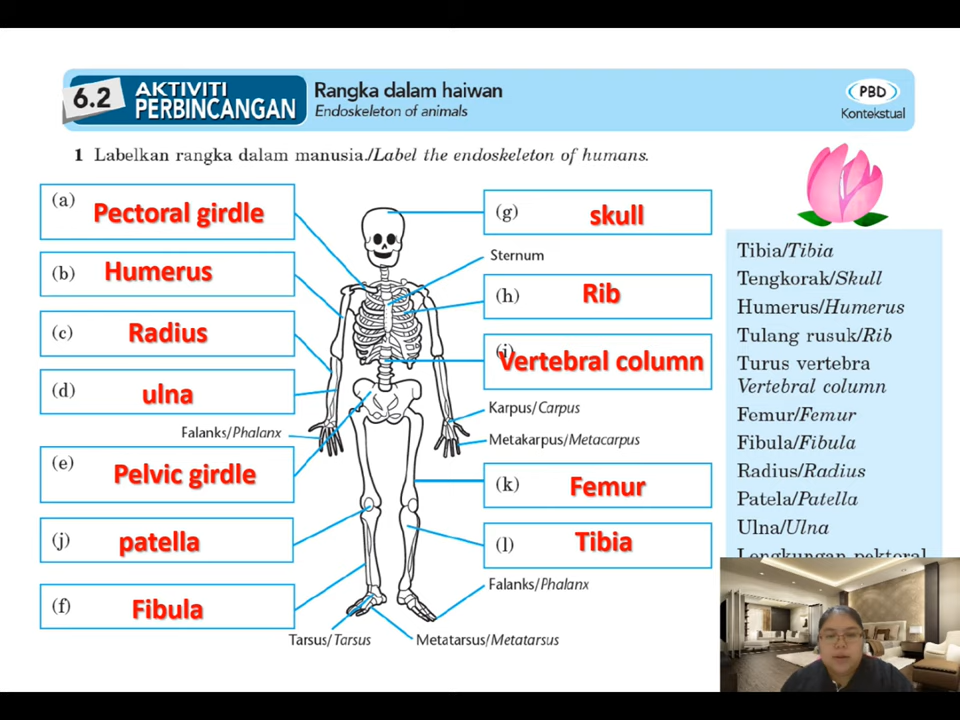 6.2
AKTIVITI
PERBINCANGAN
Rangka dalam haiwan
Endoskeleton of animals
PBD
Kontekstual
1 Labelkan rangka dalam manusia./Label the endoskeleton of humans.
(a) Pectoral girdle
(b) Humerus
(c) Radius
(d) ulna
Falanks/Phalanx
(e) Pelvic girdle
(j) patella
(f) Fibula
Tarsus/Tarsus
Metatarsus/Metatarsus
(g) skull
Sternum
(h) Rib
(i) Vertebral column
Karpus/Carpus
Metakarpus/Metacarpus
(k) Femur
(l) Tibia
Falanks/Phalanx
Tibia/Tibia
Tengkorak/Skull
Humerus/Humerus
Tulang rusuk/Rib
Turus vertebra
Vertebral column
Femur/Femur
Fibula/Fibula
Radius/Radius
Patela/Patella
Ulna/Ulna
Lengkungan pektoral